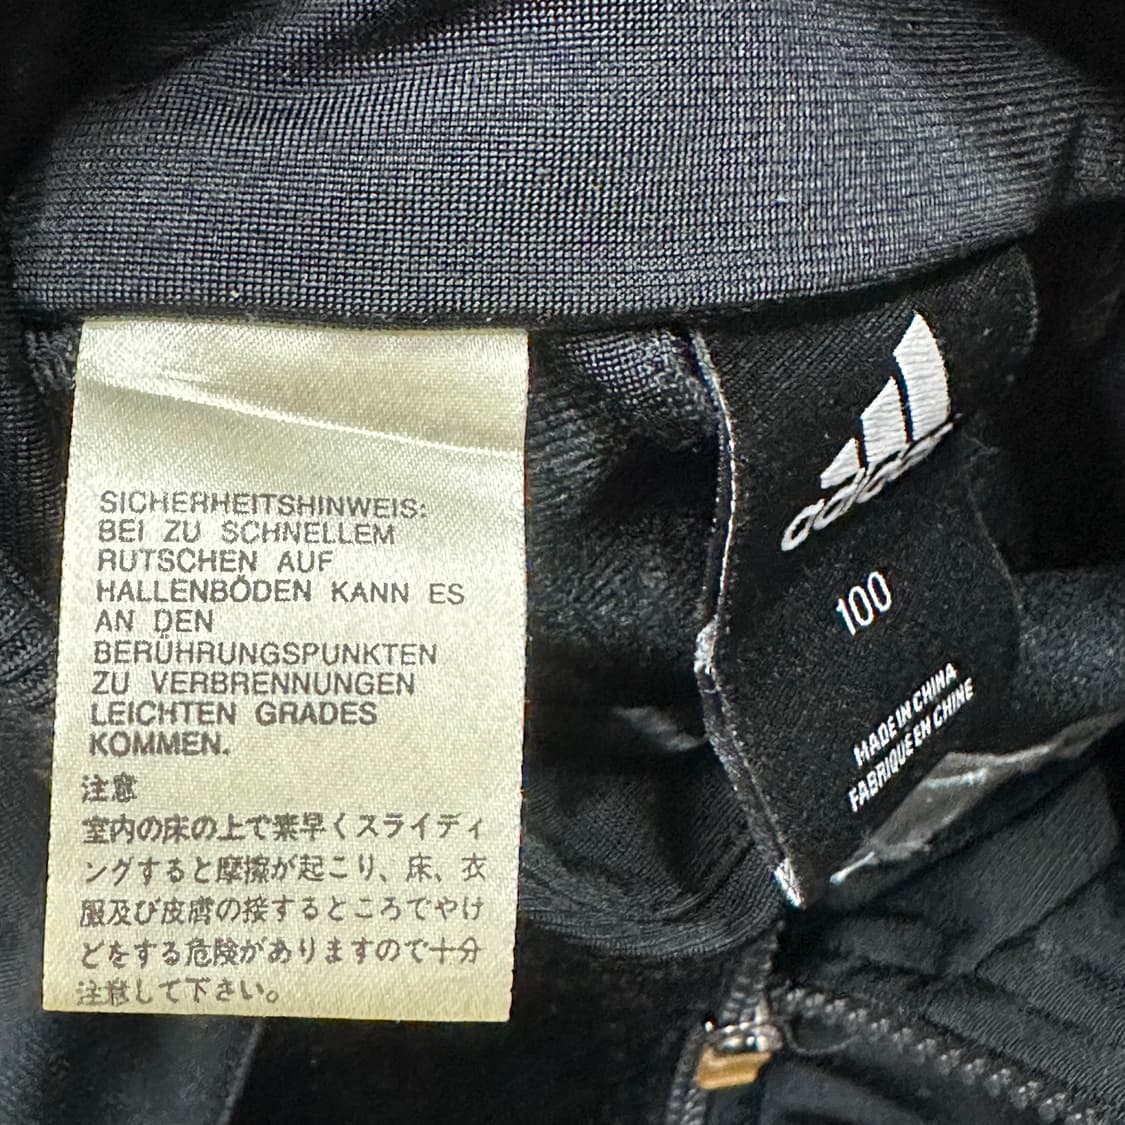 SICHERHEITSHINWEIS:
BEI ZU SCHNELLEM
RUTSCHEN AUF
HALLENBÖDEN KANN ES
AN DEN
BERÜHRUNGSPUNKTEN
ZU VERBRENNUNGEN
LEICHTEN GRADES
KOMMEN.
注意
室内の床の上で素早くスライディ
ングすると摩擦が起こり、床、衣
服及び皮膚の接するところでやけ
どをする危険がありますので十分
注意して下さい。
adidas
100
MADE IN CHINA
FABRIQUE EN CHINE